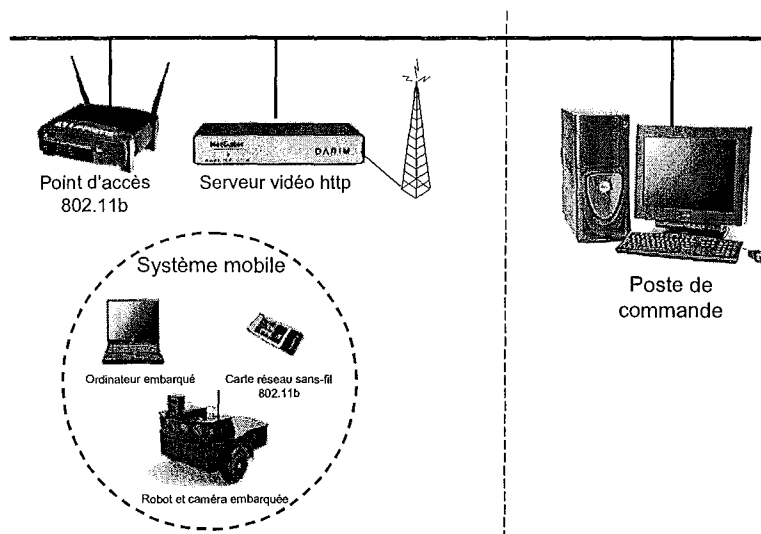 DARIM
Point d'accès
802.11b
Serveur vidéo http
Système mobile
Ordinateur embarqué
Carte réseau sans-fil
802.11b
Robot et caméra embarquée
Poste de
commande